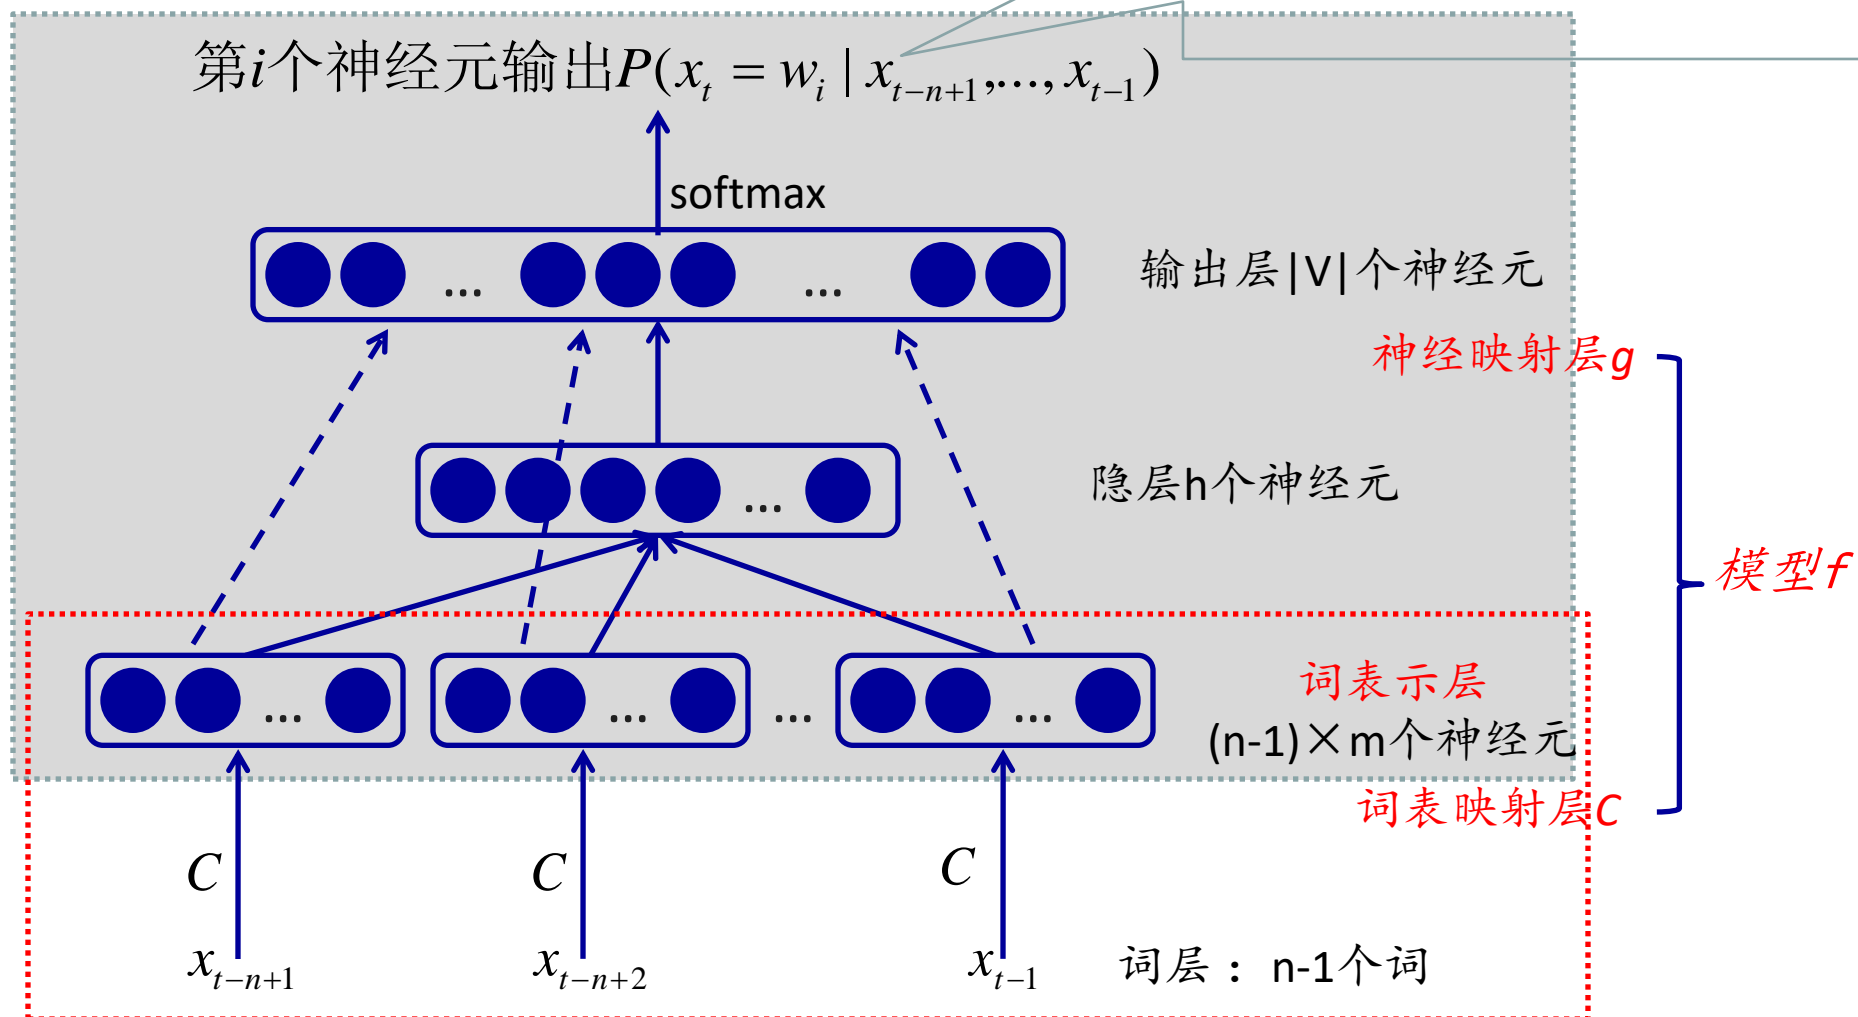 第i个神经元输出P(x_t = w_i | x_{t-n+1},..., x_{t-1})
softmax
... ...
输出层|V|个神经元
神经映射层g
...
隐层h个神经元
模型f
词表示层
... ... ... ...
(n-1)×m个神经元
词表映射层C
C C C
x_{t-n+1} x_{t-n+2} x_{t-1} 词层：n-1个词